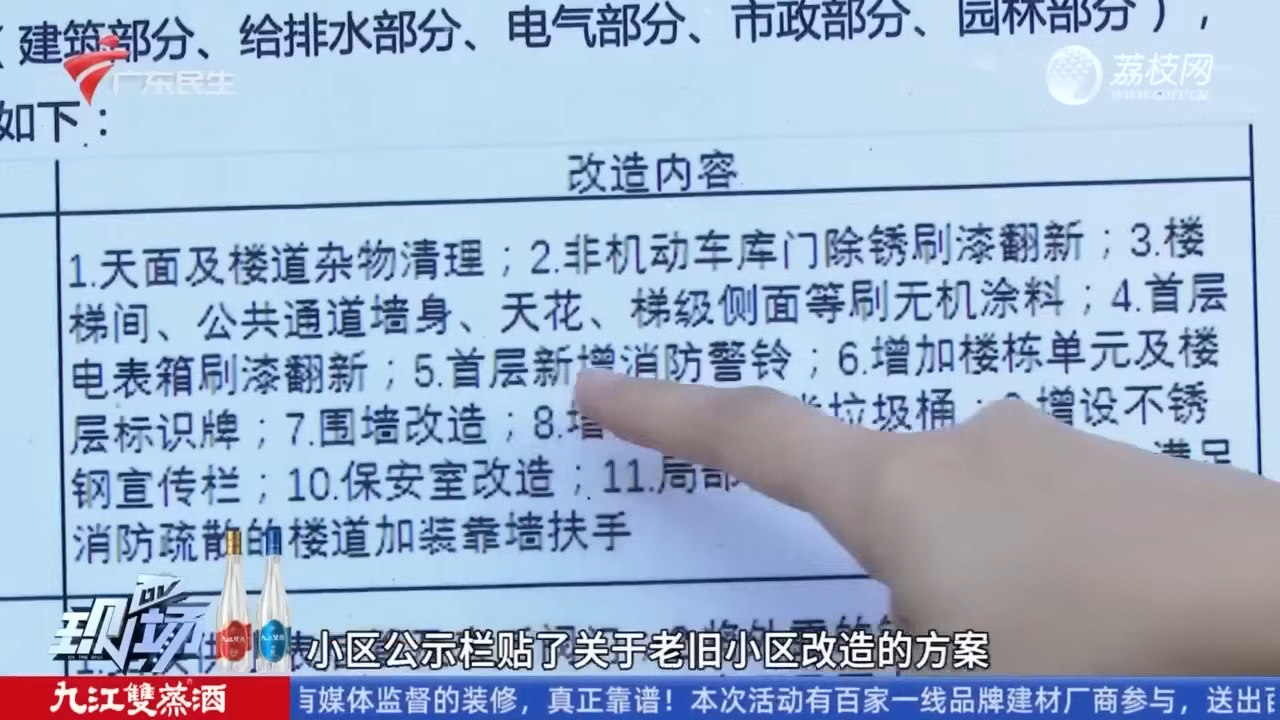 （建筑部分、给排水部分、电气部分、市政部分、园林部分），
广东民生
荔枝网
如下：
改造内容
1.天面及楼道杂物清理；2.非机动车库门除锈刷漆翻新；3.楼
梯间、公共通道墙身、天花、梯级侧面等刷无机涂料；4.首层
电表箱刷漆翻新；5.首层新增消防警铃；6.增加楼栋单元及楼
层标识牌；7.围墙改造；8.增 垃圾桶；9.增设不锈
钢宣传栏；10.保安室改造；11.局部 满足
消防疏散的楼道加装靠墙扶手
现场
小区公示栏贴了关于老旧小区改造的方案
九江雙蒸酒
有媒体监督的装修，真正靠谱！本次活动有百家一线品牌建材厂商参与，送出百